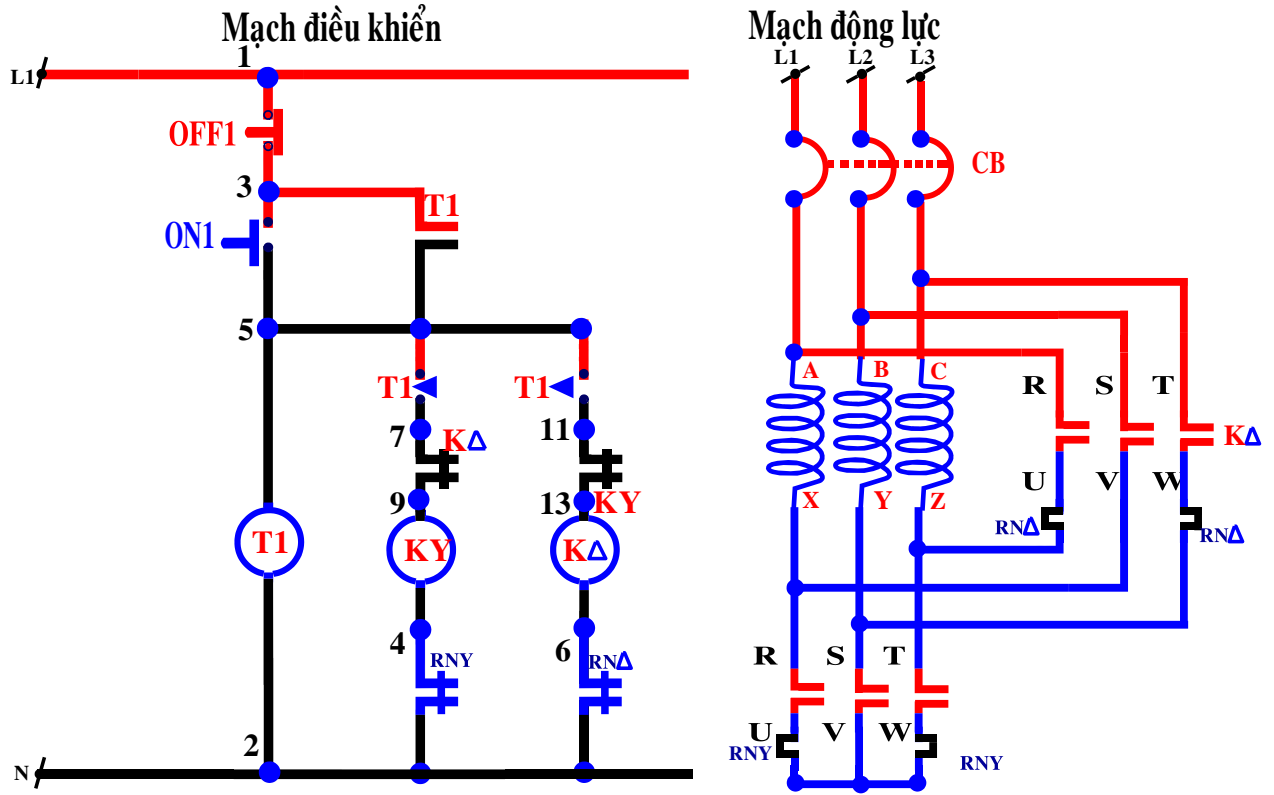 Mạch điều khiển
1
L1
OFF1
3
T1
ON1
5
T1
T1
7
KΔ
11
9
13
KY
T1
KY
KΔ
4
RNY
6
RNΔ
2
N
Mạch động lực
L1 L2 L3
CB
A B C
R S T
KΔ
X Y Z
U V W
RNΔ
RNΔ
R S T
U V W
RNY
RNY